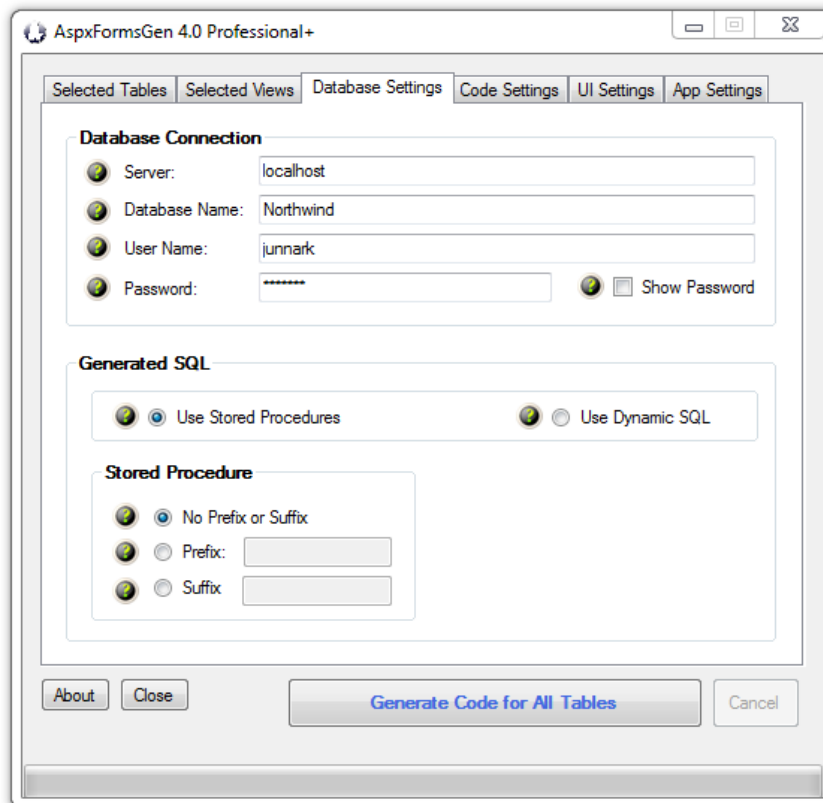 AspxFormsGen 4.0 Professional+
Selected Tables Selected Views Database Settings Code Settings UI Settings App Settings
Database Connection
Server: localhost
Database Name: Northwind
User Name: junnark
Password: ******* Show Password
Generated SQL
Use Stored Procedures Use Dynamic SQL
Stored Procedure
No Prefix or Suffix
Prefix:
Suffix
About Close Generate Code for All Tables Cancel